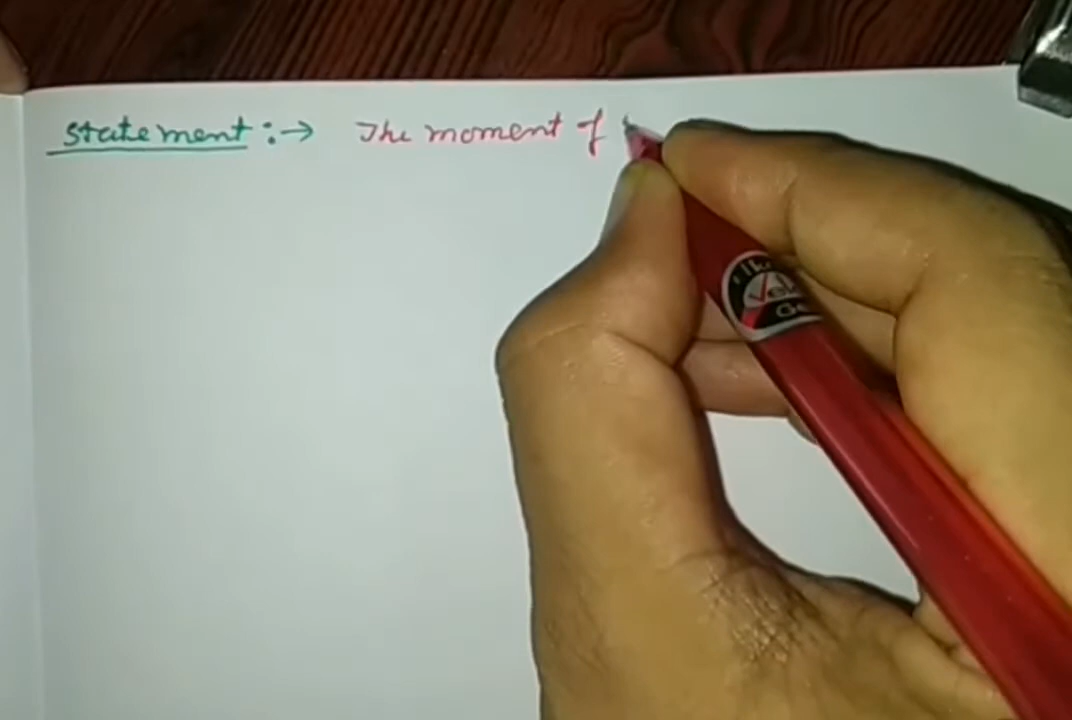 Statement :→ The moment of